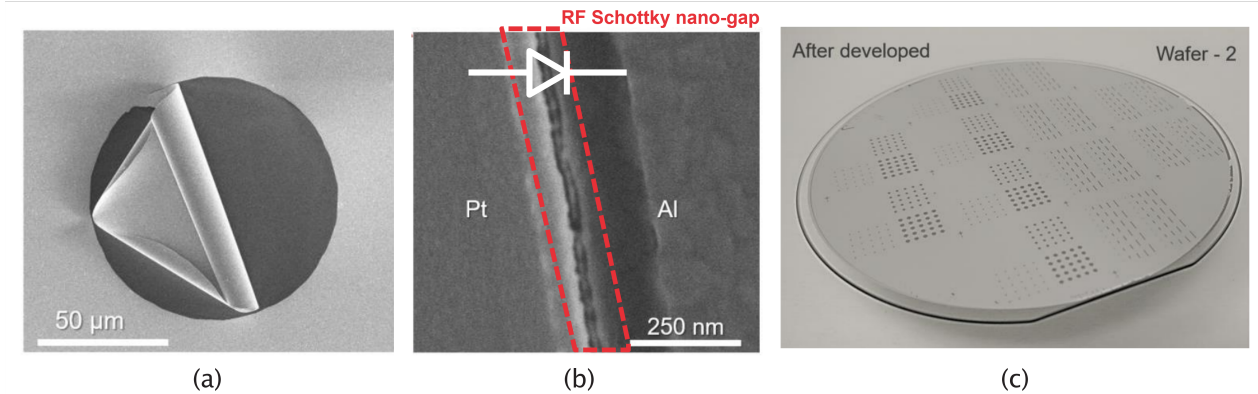 RF Schottky nano-gap
50 µm
Pt
Al
250 nm
After developed
Wafer - 2
(a)
(b)
(c)